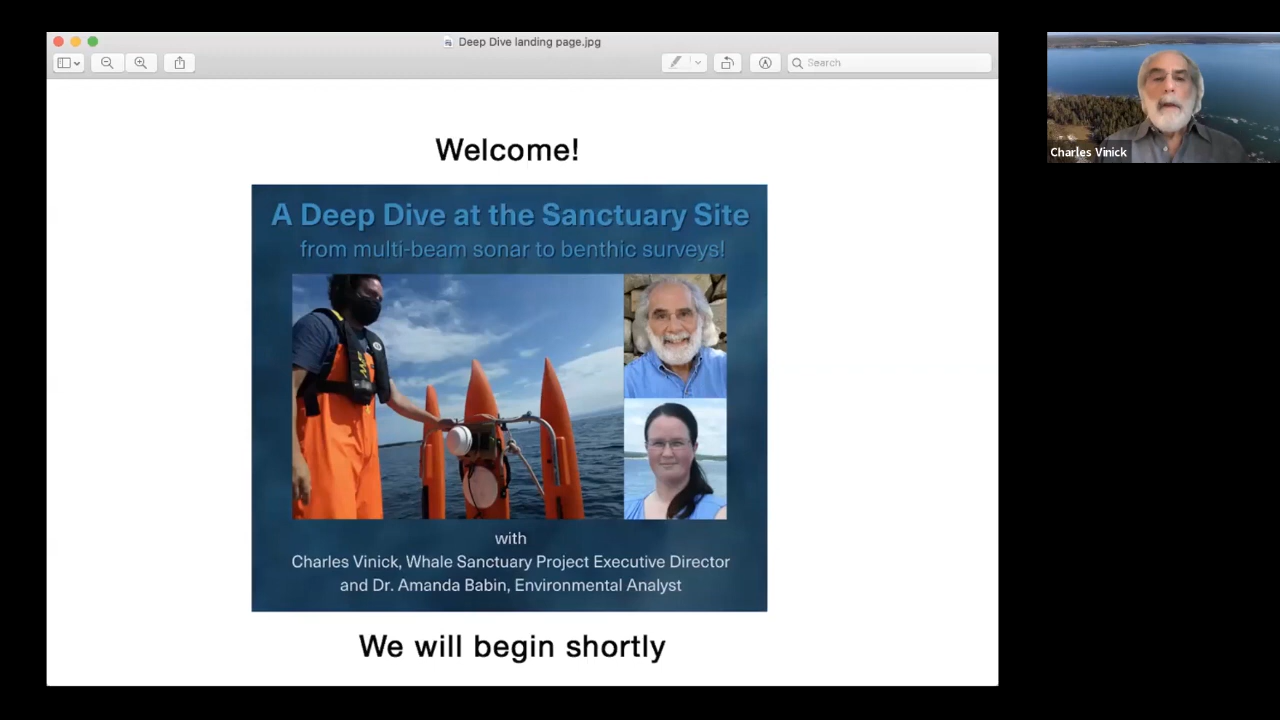 Deep Dive landing page.jpg
Search
Welcome!
A Deep Dive at the Sanctuary Site
from multi-beam sonar to benthic surveys!
with
Charles Vinick, Whale Sanctuary Project Executive Director
and Dr. Amanda Babin, Environmental Analyst
We will begin shortly
Charles Vinick